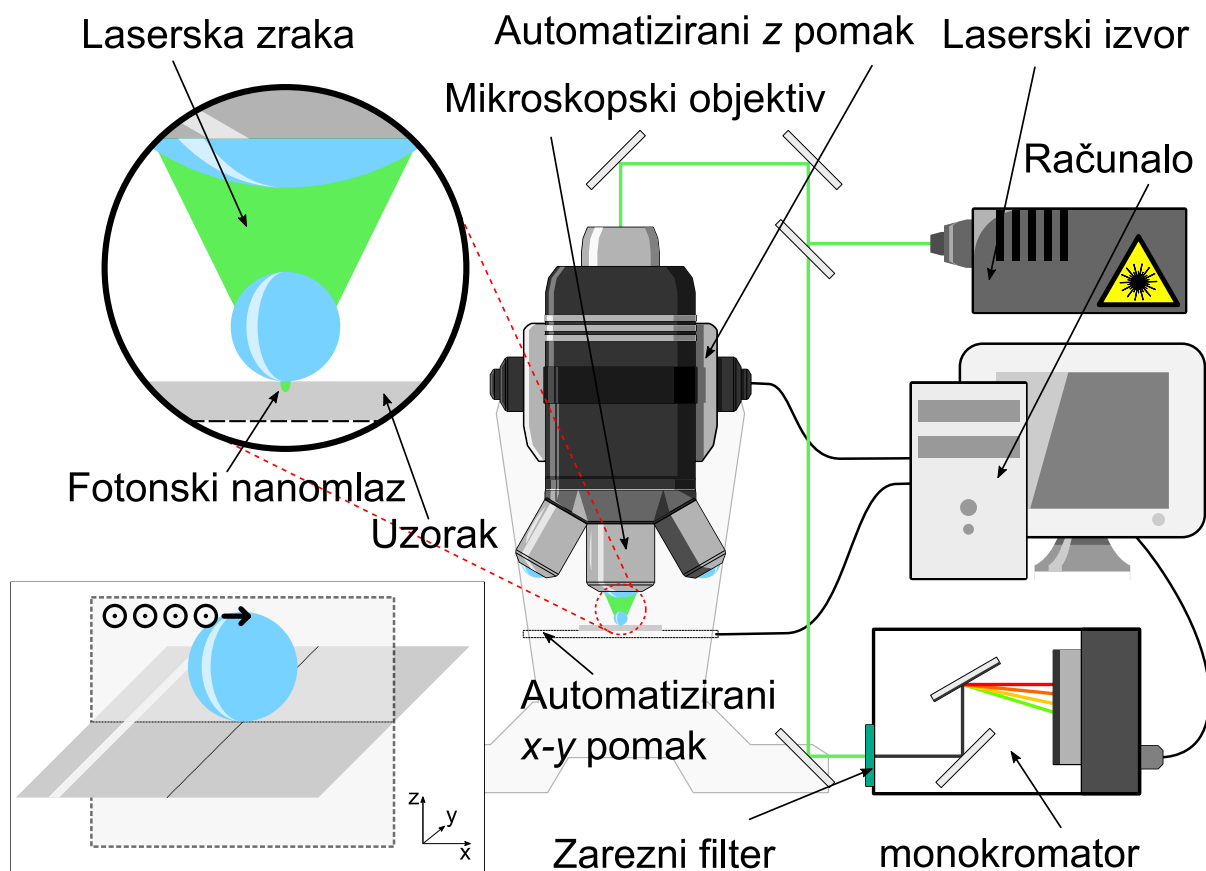 Laserska zraka
Automatizirani z pomak
Laserski izvor
Mikroskopski objektiv
Računalo
Fotonski nanomlaz
Uzorak
Automatizirani
x-y pomak
z
y
x
Zarezni filter
monokromator